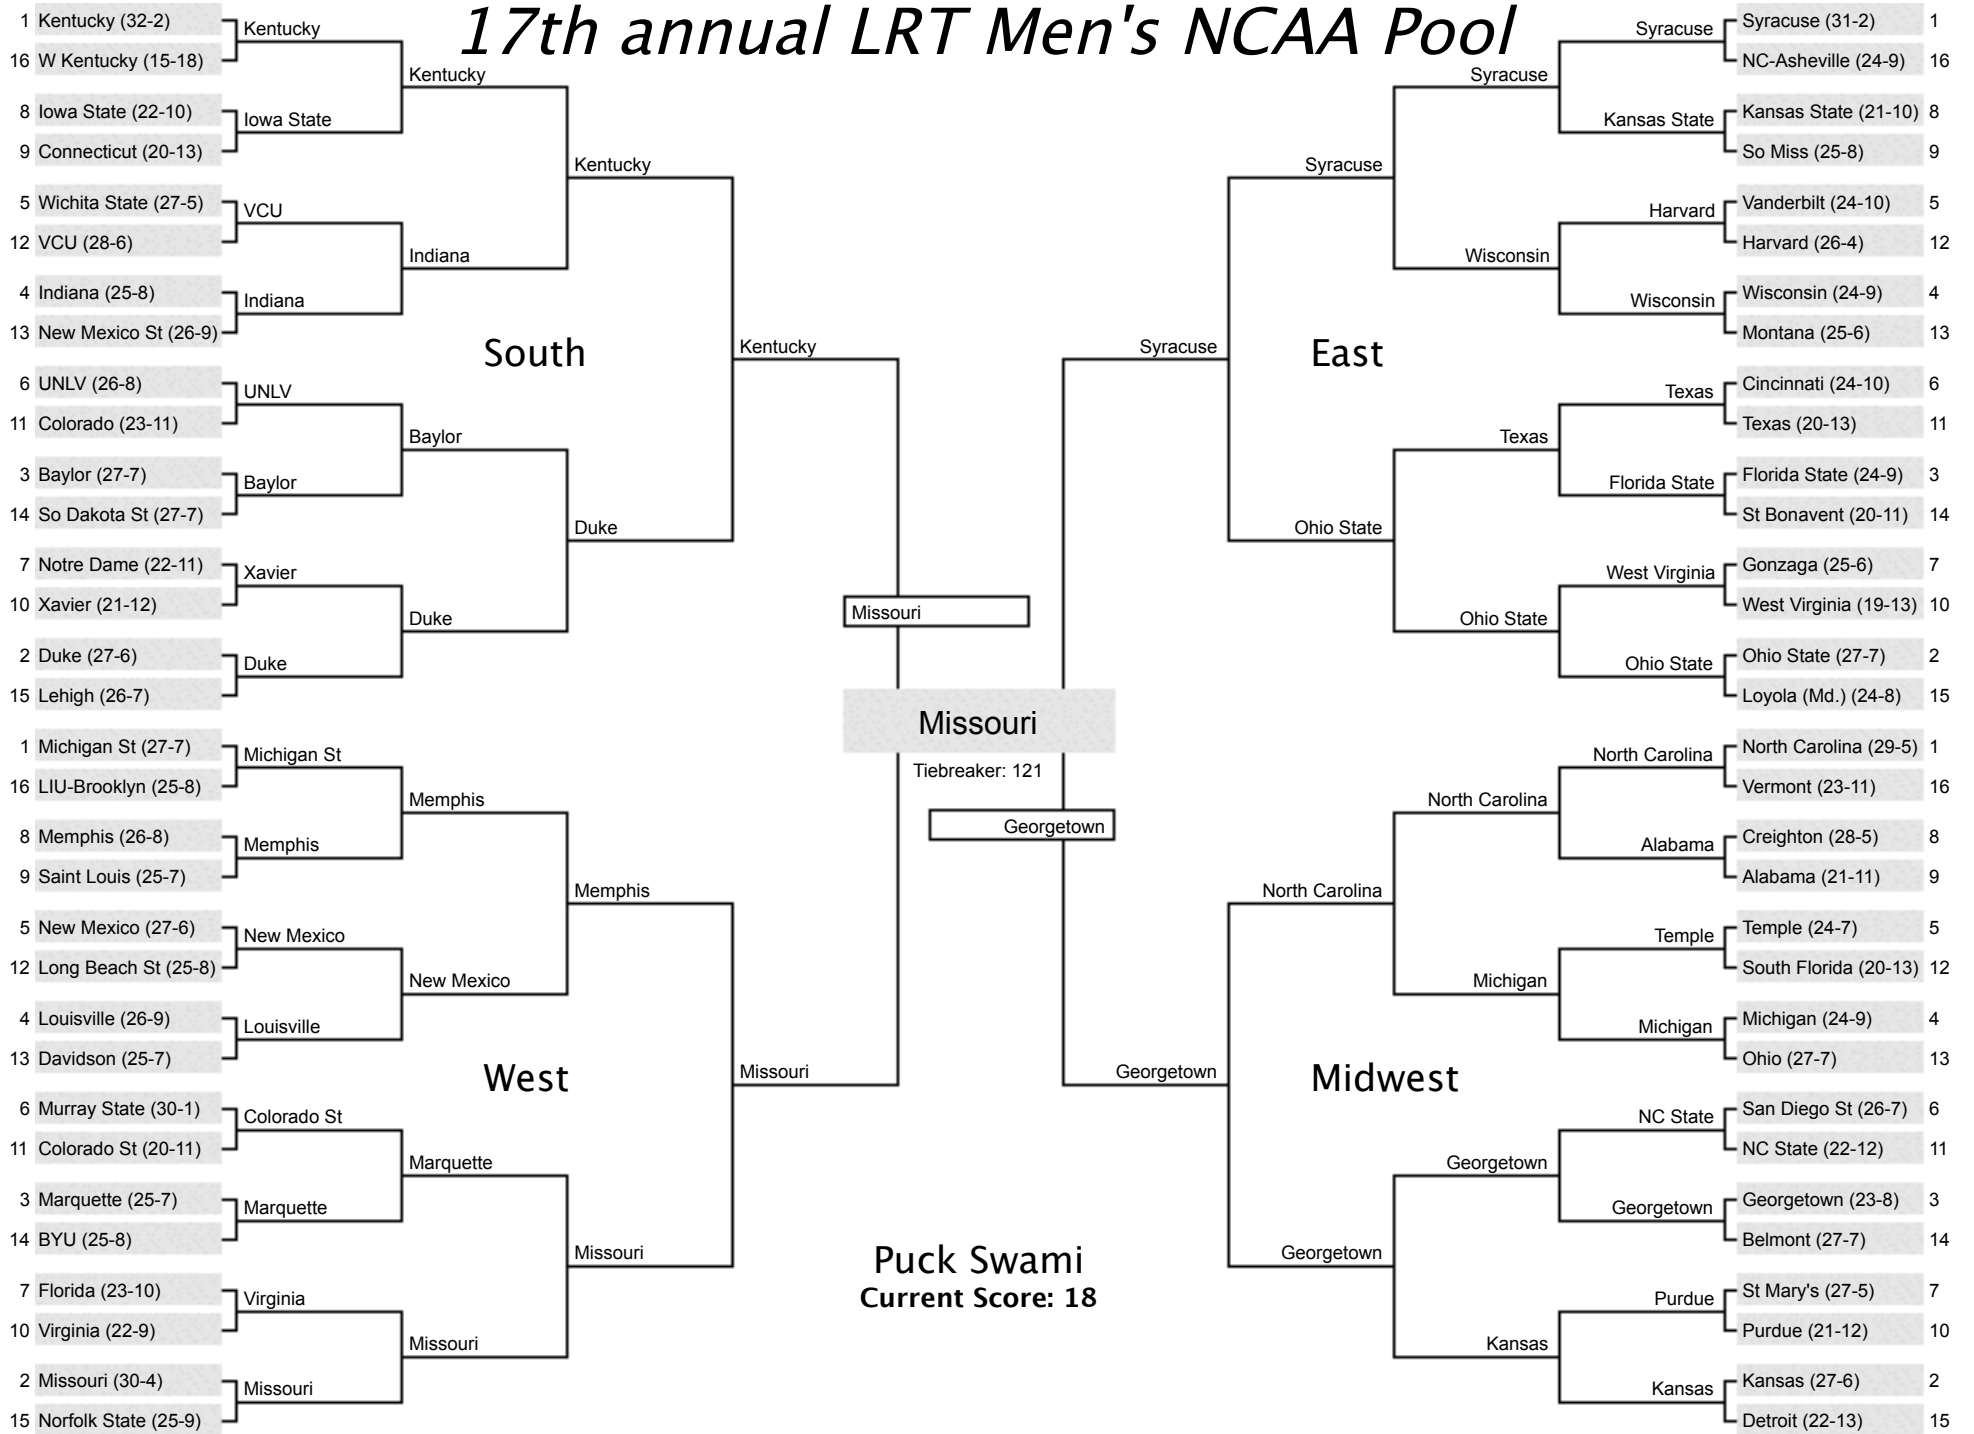 17th annual LRT Men's NCAA Pool
1 Kentucky (32-2)
16 W Kentucky (15-18)
8 Iowa State (22-10)
9 Connecticut (20-13)
5 Wichita State (27-5)
12 VCU (28-6)
4 Indiana (25-8)
13 New Mexico St (26-9)
6 UNLV (26-8)
11 Colorado (23-11)
3 Baylor (27-7)
14 So Dakota St (27-7)
7 Notre Dame (22-11)
10 Xavier (21-12)
2 Duke (27-6)
15 Lehigh (26-7)
Kentucky
Iowa State
VCU
Indiana
UNLV
Baylor
Xavier
Duke
Kentucky
Indiana
Baylor
Duke
Kentucky
Duke
Kentucky
South
1 Michigan St (27-7)
16 LIU-Brooklyn (25-8)
8 Memphis (26-8)
9 Saint Louis (25-7)
5 New Mexico (27-6)
12 Long Beach St (25-8)
4 Louisville (26-9)
13 Davidson (25-7)
6 Murray State (30-1)
11 Colorado St (20-11)
3 Marquette (25-7)
14 BYU (25-8)
7 Florida (23-10)
10 Virginia (22-9)
2 Missouri (30-4)
15 Norfolk State (25-9)
Michigan St
Memphis
New Mexico
Louisville
Colorado St
Marquette
Virginia
Missouri
Memphis
New Mexico
Marquette
Missouri
Memphis
Missouri
Missouri
West
Missouri
Missouri
Tiebreaker: 121
Georgetown
Puck Swami
Current Score: 18
Syracuse (31-2) 1
NC-Asheville (24-9) 16
Kansas State (21-10) 8
So Miss (25-8) 9
Vanderbilt (24-10) 5
Harvard (26-4) 12
Wisconsin (24-9) 4
Montana (25-6) 13
Cincinnati (24-10) 6
Texas (20-13) 11
Florida State (24-9) 3
St Bonavent (20-11) 14
Gonzaga (25-6) 7
West Virginia (19-13) 10
Ohio State (27-7) 2
Loyola (Md.) (24-8) 15
Syracuse
Kansas State
Harvard
Wisconsin
Texas
Florida State
West Virginia
Ohio State
Syracuse
Wisconsin
Texas
Ohio State
Syracuse
Ohio State
Syracuse
East
North Carolina (29-5) 1
Vermont (23-11) 16
Creighton (28-5) 8
Alabama (21-11) 9
Temple (24-7) 5
South Florida (20-13) 12
Michigan (24-9) 4
Ohio (27-7) 13
San Diego St (26-7) 6
NC State (22-12) 11
Georgetown (23-8) 3
Belmont (27-7) 14
St Mary's (27-5) 7
Purdue (21-12) 10
Kansas (27-6) 2
Detroit (22-13) 15
North Carolina
Alabama
Temple
Michigan
NC State
Georgetown
Purdue
Kansas
North Carolina
Michigan
Georgetown
Kansas
North Carolina
Georgetown
Georgetown
Midwest